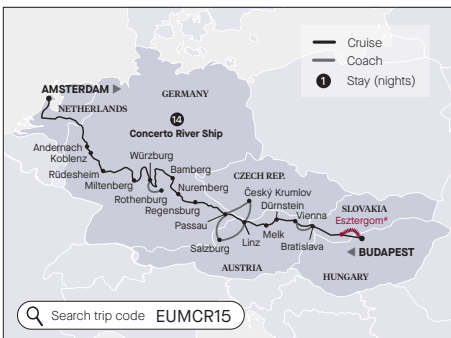 Cruise
Coach
1 Stay (nights)
AMSTERDAM
NETHERLANDS
GERMANY
14
Concerto River Ship
Andernach
Koblenz
Rüdesheim
Miltenberg
Würzburg
Rothenburg
Bamberg
Nuremberg
Regensburg
CZECH REP.
Český Krumlov
Passau
Salzburg
Linz
Dürnstein
Melk
Vienna
Bratislava
SLOVAKIA
Esztergom#
BUDAPEST
AUSTRIA
HUNGARY
Search trip code EUMCR15